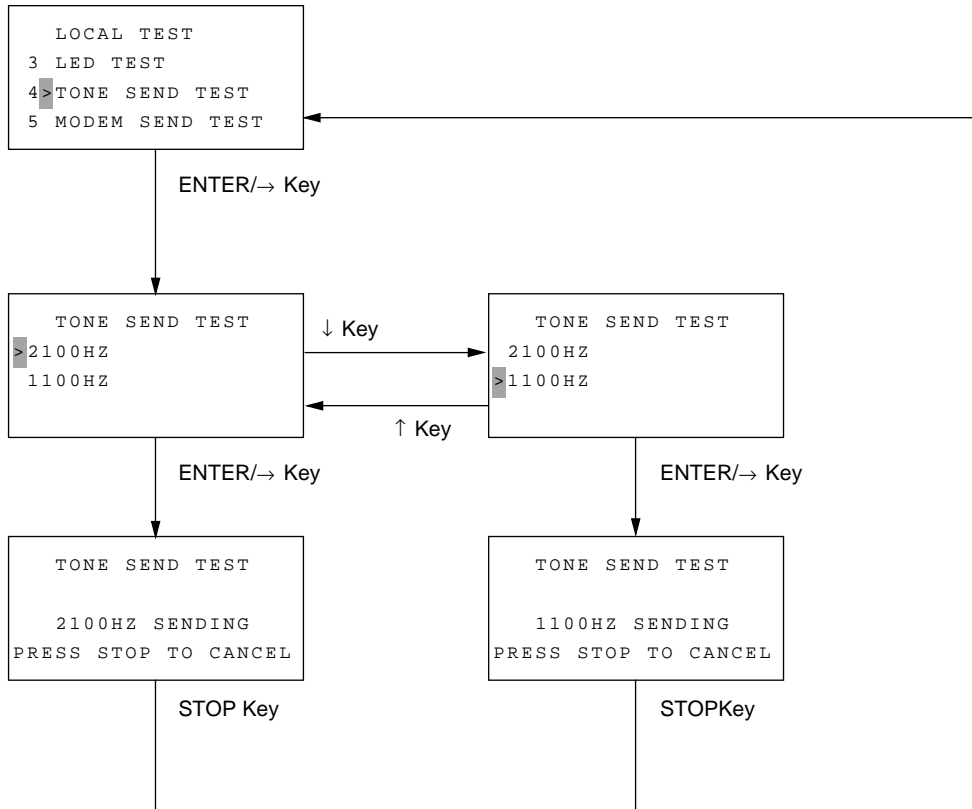 LOCAL TEST
3 LED TEST
4>TONE SEND TEST
5 MODEM SEND TEST
ENTER/→ Key
TONE SEND TEST
>2100HZ
1100HZ
↓ Key
↑ Key
TONE SEND TEST
2100HZ
>1100HZ
ENTER/→ Key
ENTER/→ Key
TONE SEND TEST
2100HZ SENDING
PRESS STOP TO CANCEL
TONE SEND TEST
1100HZ SENDING
PRESS STOP TO CANCEL
STOP Key
STOPKey